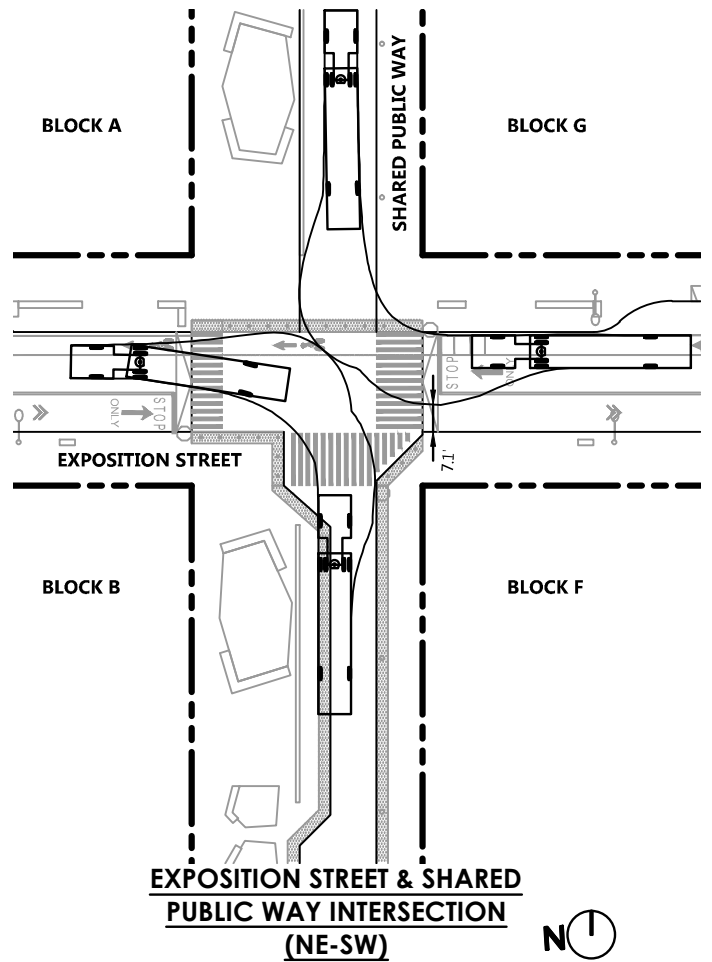 BLOCK A
SHARED PUBLIC WAY
BLOCK G
STOP
ONLY
ONLY
STOP
EXPOSITION STREET
7.1'
BLOCK B
BLOCK F
EXPOSITION STREET & SHARED
PUBLIC WAY INTERSECTION
(NE-SW)
N